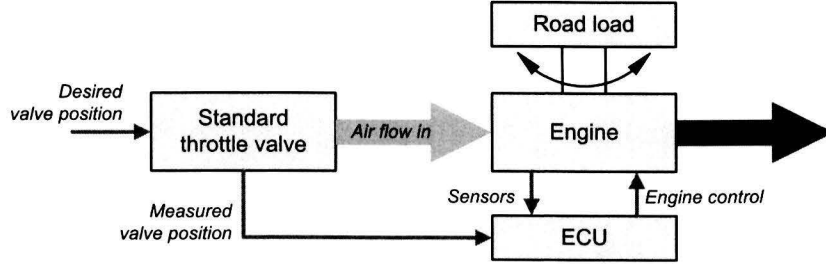 Road load
Desired
valve position
Standard
throttle valve
Air flow in
Engine
Sensors
Engine control
Measured
valve position
ECU